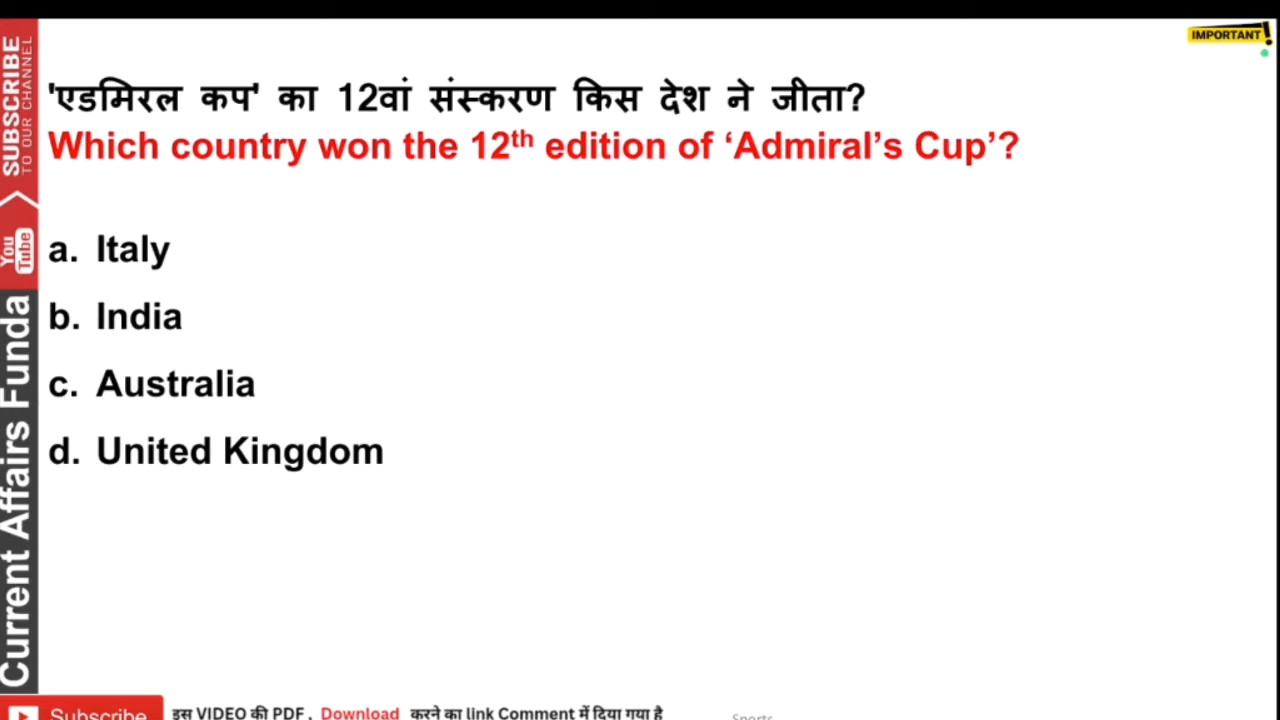 IMPORTANT!
'एडमिरल कप' का 12वां संस्करण किस देश ने जीता?
Which country won the 12th edition of ‘Admiral’s Cup’?
a. Italy
b. India
c. Australia
d. United Kingdom
SUBSCRIBE
TO OUR CHANNEL
You Tube
Current Affairs Funda
Subscribe
इस VIDEO की PDF , Download करने का link Comment में दिया गया है
Sports